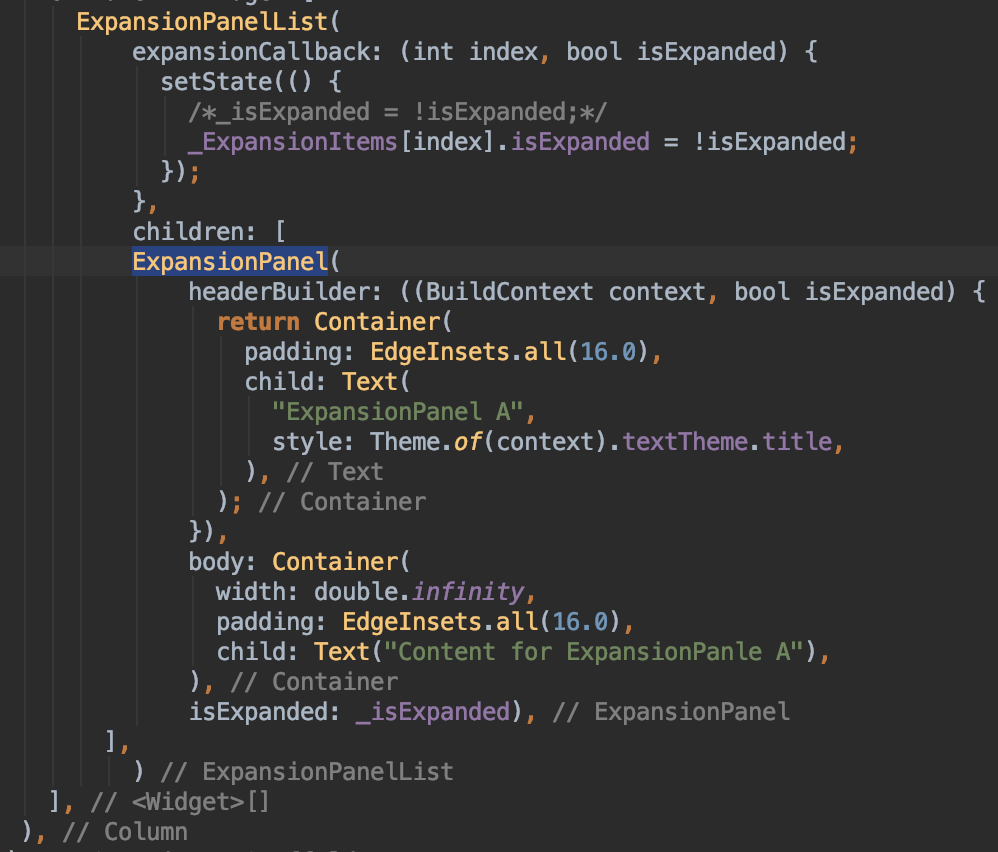 ExpansionPanelList(
expansionCallback: (int index, bool isExpanded) {
setState(() {
/*_isExpanded = !isExpanded;*/
_ExpansionItems[index].isExpanded = !isExpanded;
});
},
children: [
ExpansionPanel(
headerBuilder: ((BuildContext context, bool isExpanded) {
return Container(
padding: EdgeInsets.all(16.0),
child: Text(
"ExpansionPanel A",
style: Theme.of(context).textTheme.title,
), // Text
); // Container
}),
body: Container(
width: double.infinity,
padding: EdgeInsets.all(16.0),
child: Text("Content for ExpansionPanle A"),
), // Container
isExpanded: _isExpanded), // ExpansionPanel
],
) // ExpansionPanelList
], // <Widget>[]
), // Column